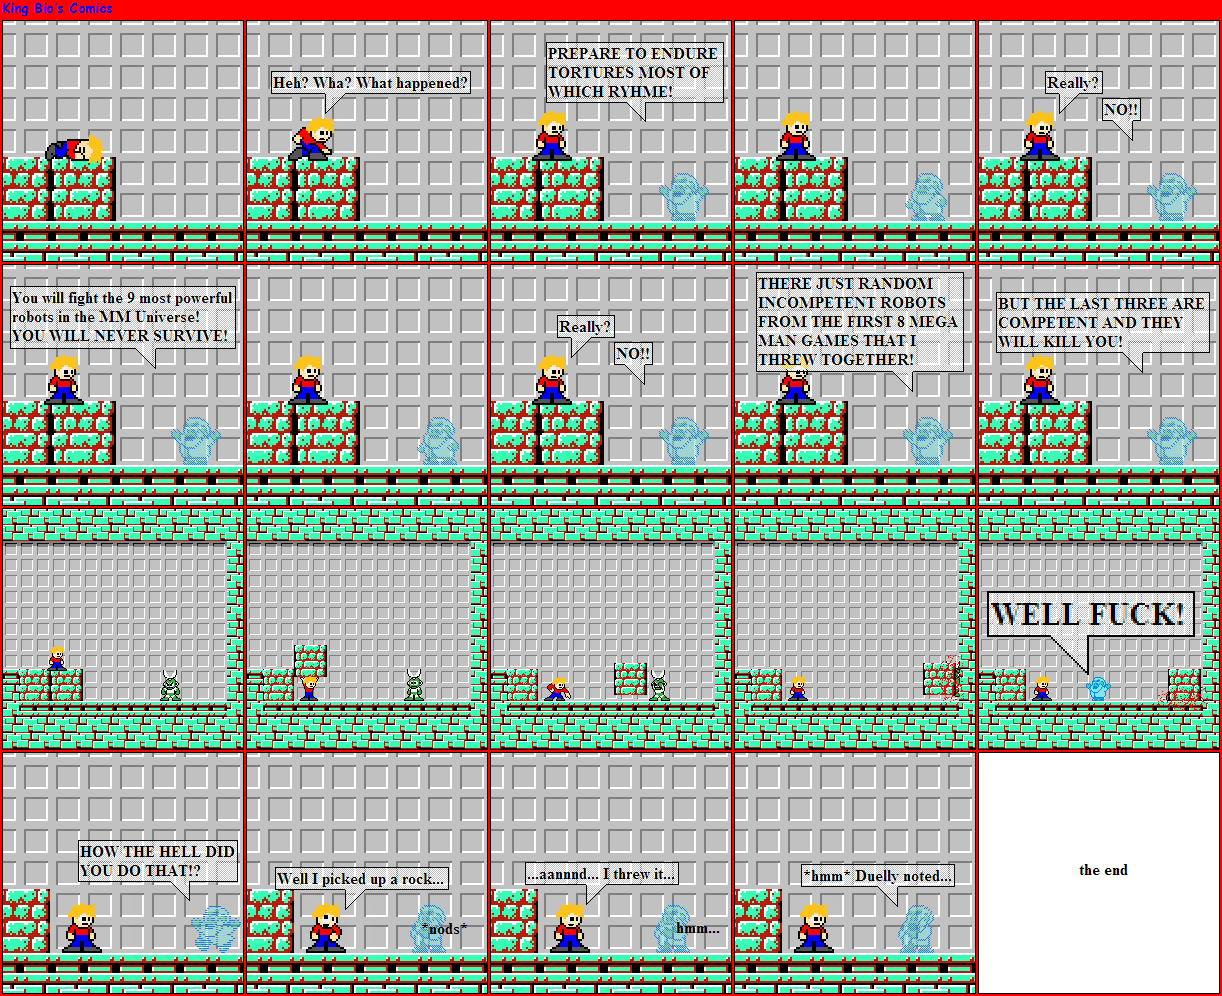 King Bio's Comics
Heh? Wha? What happened?
PREPARE TO ENDURE
TORTURES MOST OF
WHICH RYHME!
Really?
NO!!
You will fight the 9 most powerful
robots in the MM Universe!
YOU WILL NEVER SURVIVE!
Really?
NO!!
THERE JUST RANDOM
INCOMPETENT ROBOTS
FROM THE FIRST 8 MEGA
MAN GAMES THAT I
THREW TOGETHER!
BUT THE LAST THREE ARE
COMPETENT AND THEY
WILL KILL YOU!
WELL FUCK!
HOW THE HELL DID
YOU DO THAT!?
Well I picked up a rock...
*nods*
...aannnd... I threw it...
hmm...
*hmm* Duelly noted...
the end